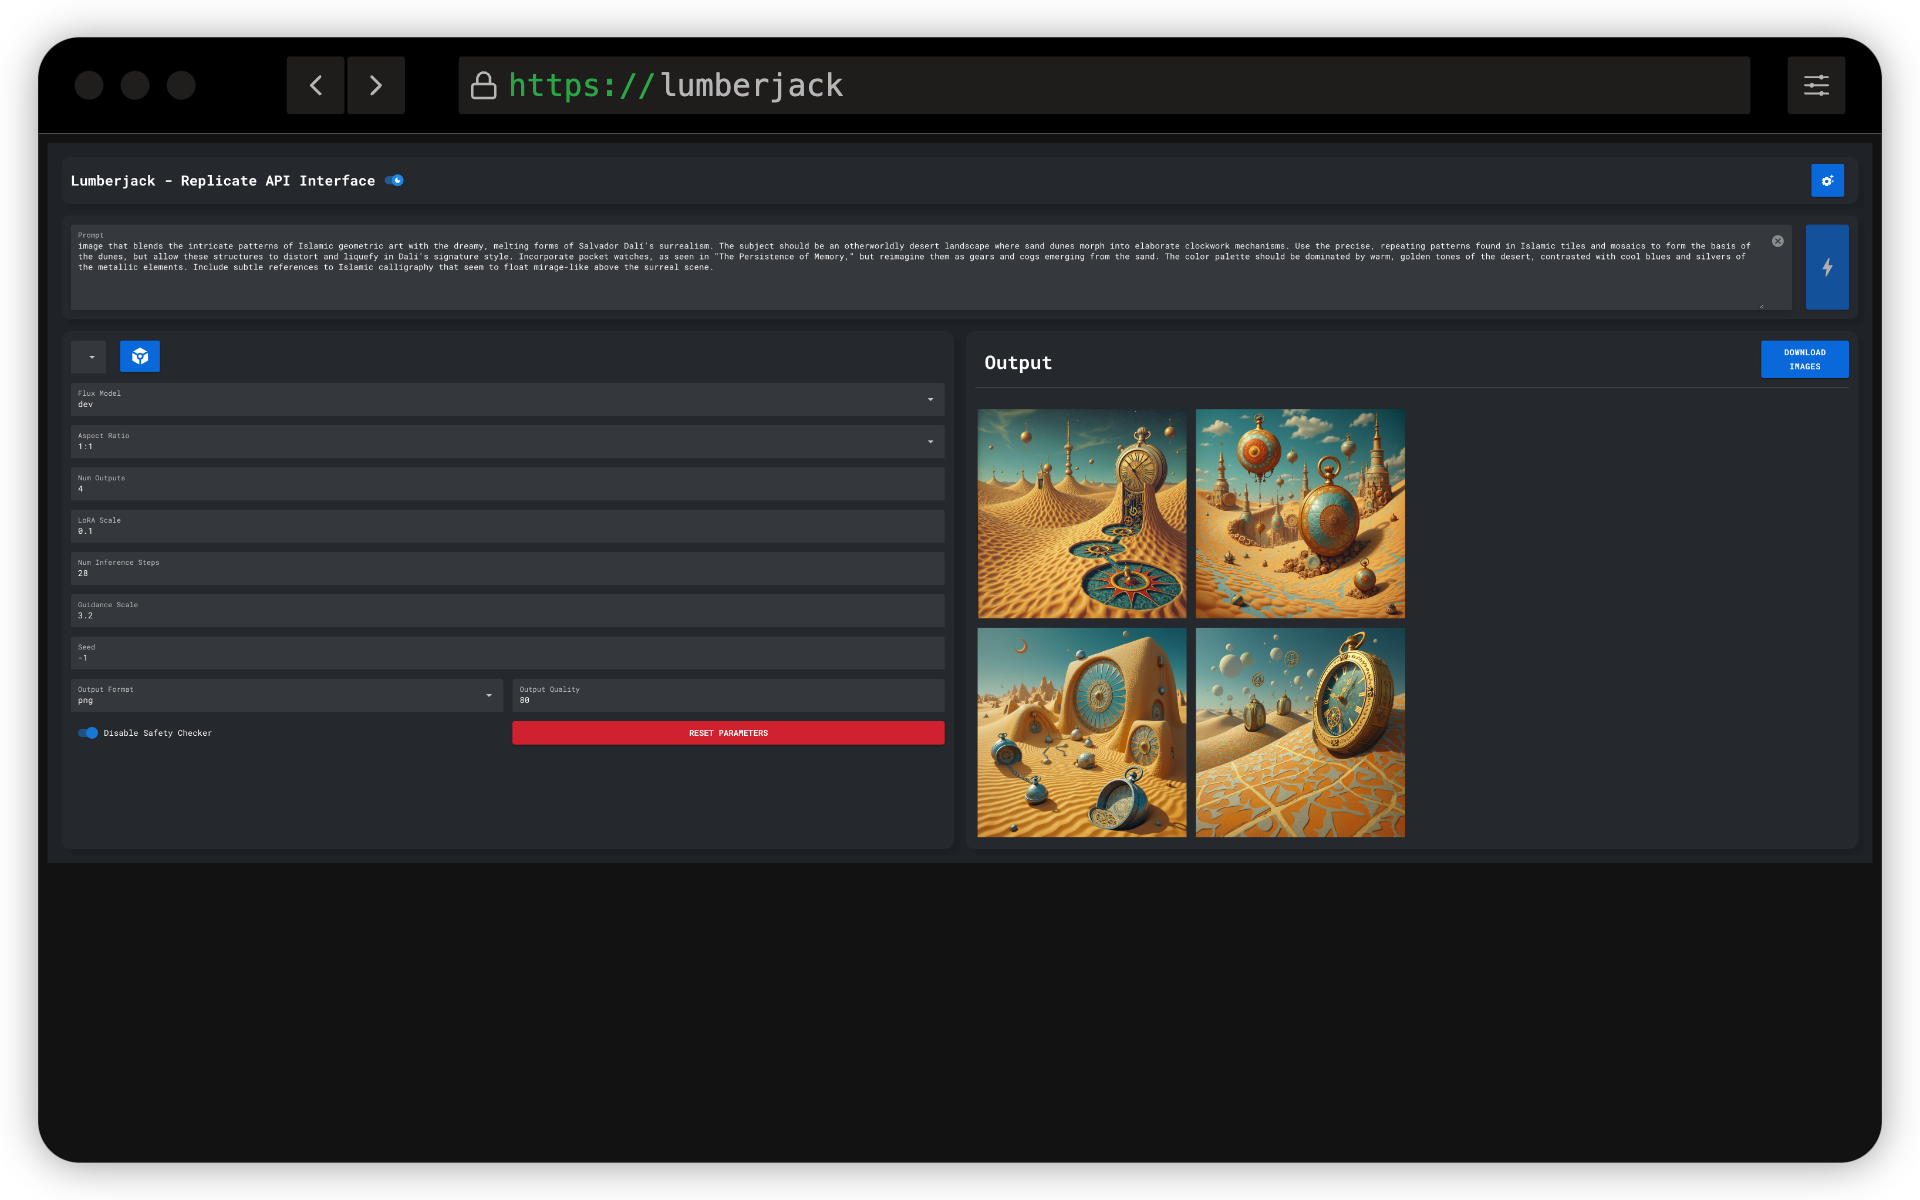 https://lumberjack
Lumberjack - Replicate API Interface
Prompt
image that blends the intricate patterns of Islamic geometric art with the dreamy, melting forms of Salvador Dalí's surrealism. The subject should be an otherworldly desert landscape where sand dunes morph into elaborate clockwork mechanisms. Use the precise, repeating patterns found in Islamic tiles and mosaics to form the basis of
the dunes, but allow these structures to distort and liquefy in Dalí's signature style. Incorporate pocket watches, as seen in "The Persistence of Memory," but reimagine them as gears and cogs emerging from the sand. The color palette should be dominated by warm, golden tones of the desert, contrasted with cool blues and silvers of
the metallic elements. Include subtle references to Islamic calligraphy that seem to float mirage-like above the surreal scene.
Flux Model
dev
Aspect Ratio
1:1
Num Outputs
4
LoRA Scale
0.1
Num Inference Steps
28
Guidance Scale
3.2
Seed
-1
Output Format
png
Output Quality
80
Disable Safety Checker
RESET PARAMETERS
Output
DOWNLOAD
IMAGES